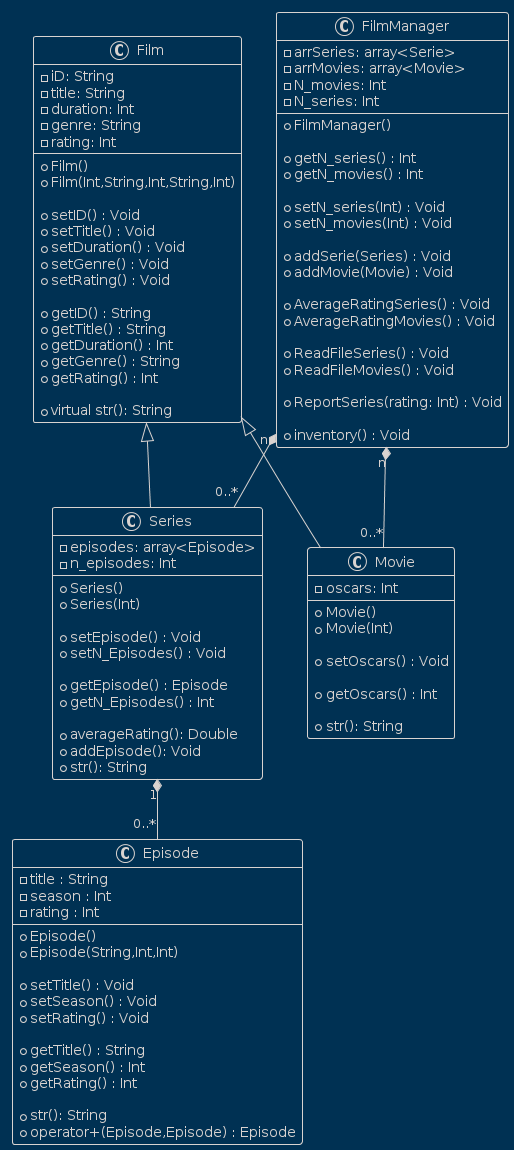 C Film
iD: String
title: String
duration: Int
genre: String
rating: Int
Film()
Film(Int,String,Int,String,Int)
setID() : Void
setTitle() : Void
setDuration() : Void
setGenre() : Void
setRating() : Void
getID() : String
getTitle() : String
getDuration() : Int
getGenre() : String
getRating() : Int
virtual str(): String
C FilmManager
arrSeries: array<Serie>
arrMovies: array<Movie>
N_movies: Int
N_series: Int
FilmManager()
getN_series() : Int
getN_movies() : Int
setN_series(Int) : Void
setN_movies(Int) : Void
addSerie(Series) : Void
addMovie(Movie) : Void
AverageRatingSeries() : Void
AverageRatingMovies() : Void
ReadFileSeries() : Void
ReadFileMovies() : Void
ReportSeries(rating: Int) : Void
inventory() : Void
n
0..*
n
0..*
C Series
episodes: array<Episode>
n_episodes: Int
Series()
Series(Int)
setEpisode() : Void
setN_Episodes() : Void
getEpisode() : Episode
getN_Episodes() : Int
averageRating(): Double
addEpisode(): Void
str(): String
C Movie
oscars: Int
Movie()
Movie(Int)
setOscars() : Void
getOscars() : Int
str(): String
1
0..*
C Episode
title : String
season : Int
rating : Int
Episode()
Episode(String,Int,Int)
setTitle() : Void
setSeason() : Void
setRating() : Void
getTitle() : String
getSeason() : Int
getRating() : Int
str(): String
operator+(Episode,Episode) : Episode